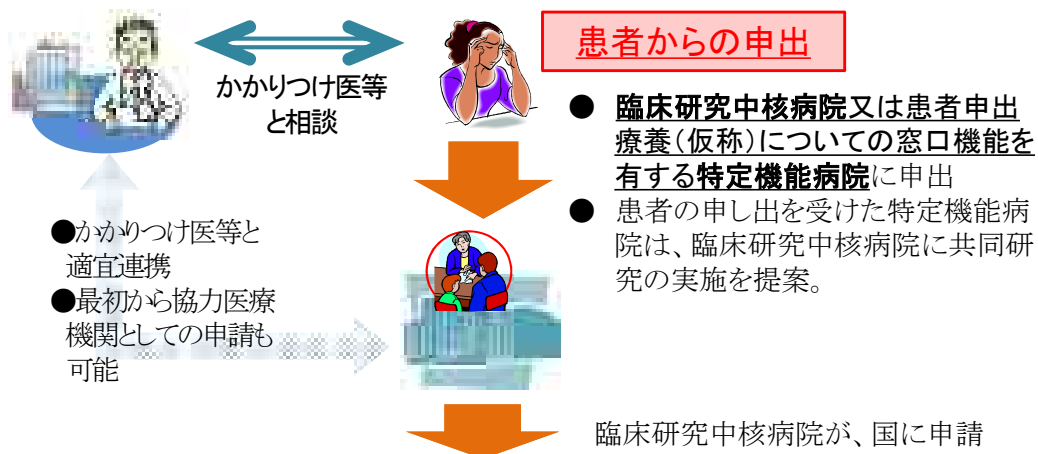 患者からの申出
かかりつけ医等
と相談
● 臨床研究中核病院又は患者申出
療養(仮称)についての窓口機能を
有する特定機能病院に申出
● 患者の申し出を受けた特定機能病
院は、臨床研究中核病院に共同研
究の実施を提案。
●かかりつけ医等と
適宜連携
●最初から協力医療
機関としての申請も
可能
臨床研究中核病院が、国に申請